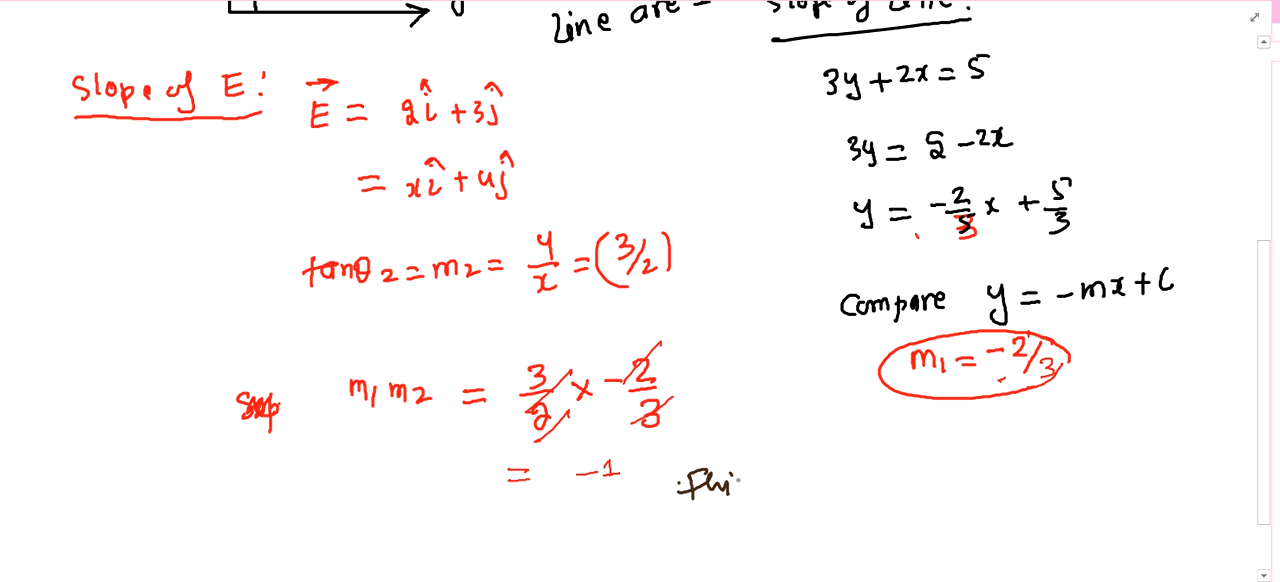 Line are =
Slope of Line :
Slope of E :
E = 2î + 3ĵ
= xî + yĵ
tanθ2 = m2 = y/x = (3/2)
m1 m2 = 3/2 x -2/3
= -1
3y + 2x = 5
3y = 5 - 2x
y = -2/3 x + 5/3
Compare y = -mx + c
m1 = -2/3